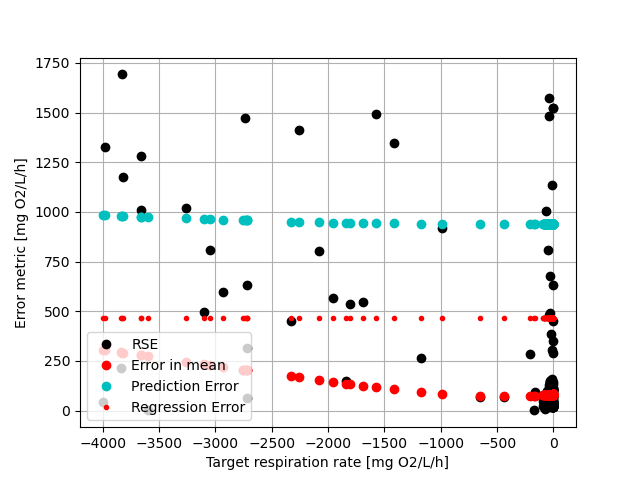 1750
1500
1250
1000
750
500
250
0
Error metric [mg O2/L/h]
RSE
Error in mean
Prediction Error
Regression Error
−4000 −3500 −3000 −2500 −2000 −1500 −1000 −500 0
Target respiration rate [mg O2/L/h]